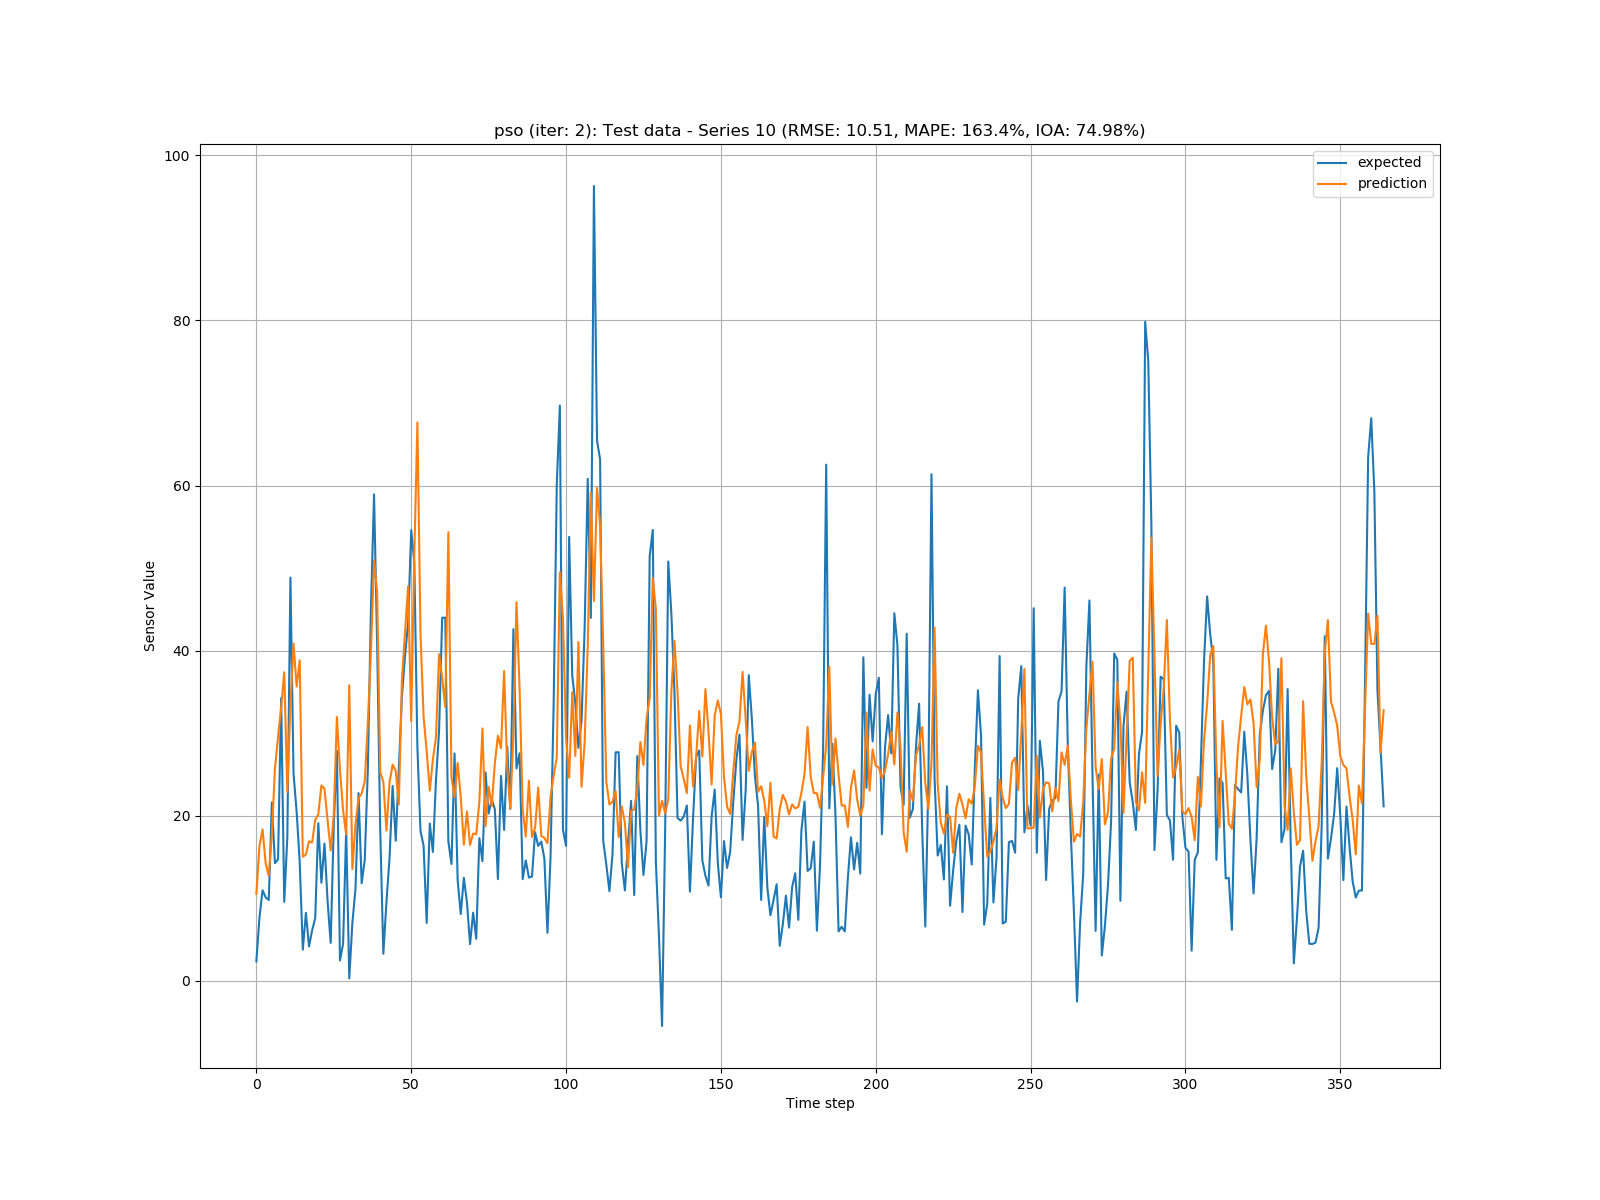 pso (iter: 2): Test data - Series 10 (RMSE: 10.51, MAPE: 163.4%, IOA: 74.98%)
expected
prediction
100
80
60
40
20
0
Sensor Value
0 50 100 150 200 250 300 350
Time step